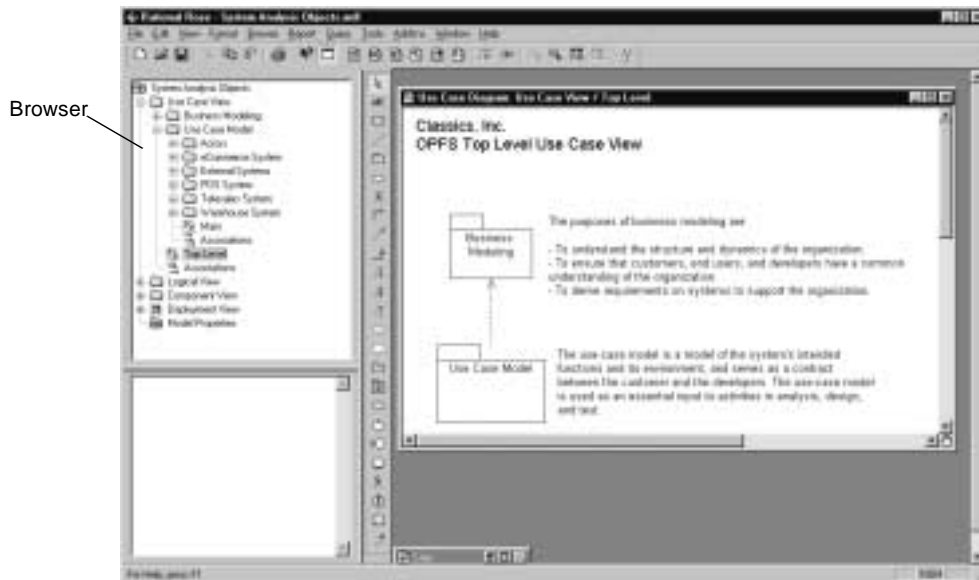 Rational Rose - System Analysis Objects.mdl
File Edit View Format Browse Report Query Tools Add-Ins Window Help
Browser
System Analysis Objects
Use Case View
Business Modeling
Use Case Model
Actors
eCommerce System
External Systems
POS System
Warehouse System
Main
Associations
Top Level
Associations
Logical View
Component View
Deployment View
Model Properties
Use Case Diagram: Use Case View / Top Level
Classics, Inc.
OPFS Top Level Use Case View
Business
Modeling
The purposes of business modeling are
- To understand the structure and dynamics of the organization.
- To ensure that customers, end users, and developers have a common
understanding of the organization
- To derive requirements on systems to support the organization.
Use Case Model
The use-case model is a model of the system's intended
functions and its environment, and serves as a contract
between the customer and the developers. The use-case model
is used as an essential input to activities in analysis, design,
and test.
For Help, press F1